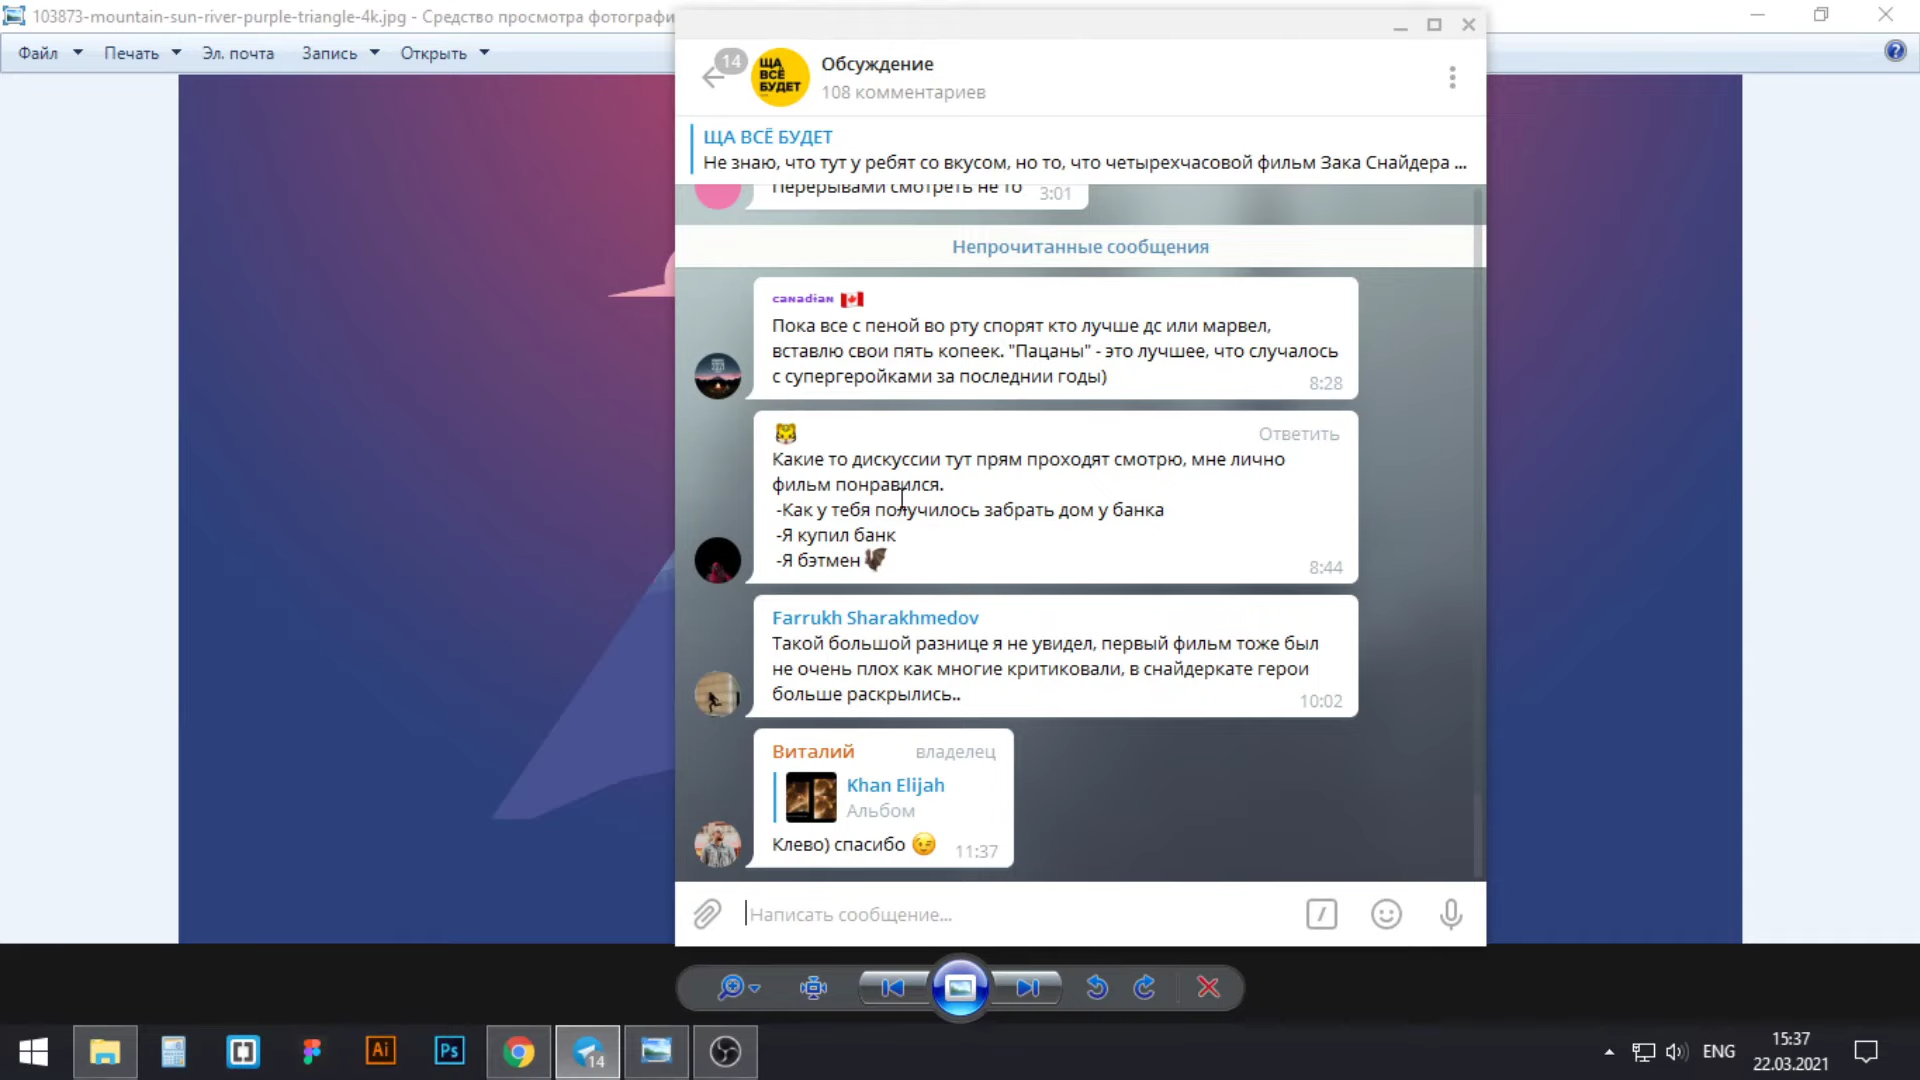 103873-mountain-sun-river-purple-triangle-4k.jpg - Средство просмотра фотографи
Файл Печать Эл. почта Запись Открыть
14
ЩА ВСЁ БУДЕТ
Обсуждение
108 комментариев
ЩА ВСЁ БУДЕТ
Не знаю, что тут у ребят со вкусом, но то, что четырехчасовой фильм Зака Снайдера ...
Перерывами смотреть не то 3:01
Непрочитанные сообщения
canadian
Пока все с пеной во рту спорят кто лучше дс или марвел,
вставлю свои пять копеек. "Пацаны" - это лучшее, что случалось
с супергеройками за последнии годы) 8:28
Ответить
Какие то дискуссии тут прям проходят смотрю, мне лично
фильм понравился.
-Как у тебя получилось забрать дом у банка
-Я купил банк
-Я бэтмен 🦇 8:44
Farrukh Sharakhmedov
Такой большой разнице я не увидел, первый фильм тоже был
не очень плох как многие критиковали, в снайдеркате герои
больше раскрылись.. 10:02
Виталий владелец
Khan Elijah
Альбом
Клево) спасибо 😉 11:37
Написать сообщение...
Ai Ps 14 ENG
15:37
22.03.2021